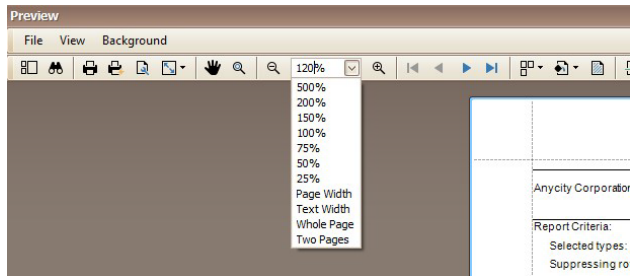 Preview
File View Background
120%
500%
200%
150%
100%
75%
50%
25%
Page Width
Text Width
Whole Page
Two Pages
Anycity Corporation
Report Criteria:
Selected types:
Suppressing ro